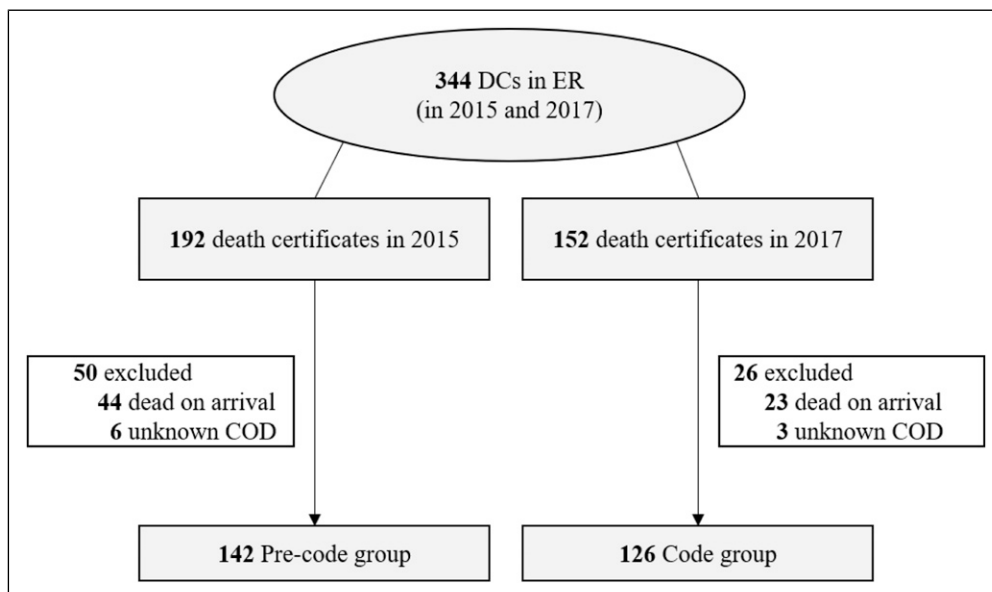 344 DCs in ER
(in 2015 and 2017)
192 death certificates in 2015
152 death certificates in 2017
50 excluded
44 dead on arrival
6 unknown COD
26 excluded
23 dead on arrival
3 unknown COD
142 Pre-code group
126 Code group